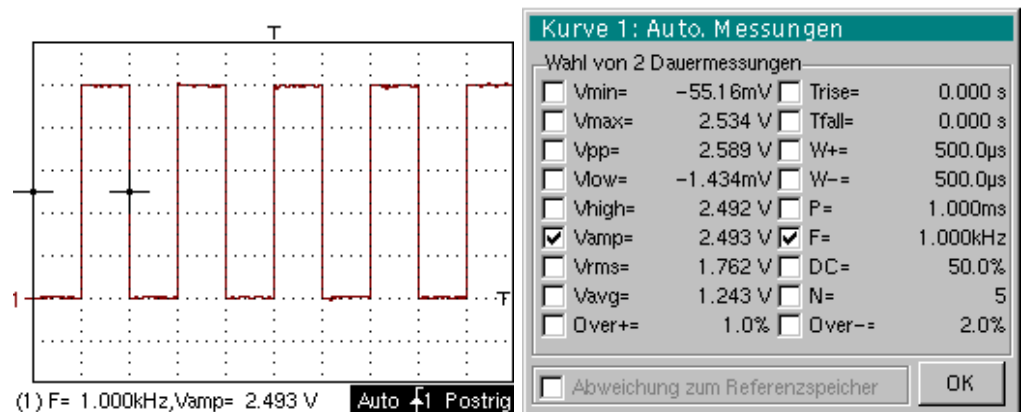 T
1
T
(1) F= 1.000kHz,Vamp= 2.493 V
Auto 1 Postrig
Kurve 1: Auto. Messungen
Wahl von 2 Dauermessungen
Vmin= -55.16mV Trise= 0.000 s
Vmax= 2.534 V Tfall= 0.000 s
Vpp= 2.589 V W+= 500.0µs
Vlow= -1.434mV W-= 500.0µs
Vhigh= 2.492 V P= 1.000ms
Vamp= 2.493 V F= 1.000kHz
Vrms= 1.762 V DC= 50.0%
Vavg= 1.243 V N= 5
Over+= 1.0% Over-= 2.0%
Abweichung zum Referenzspeicher
OK